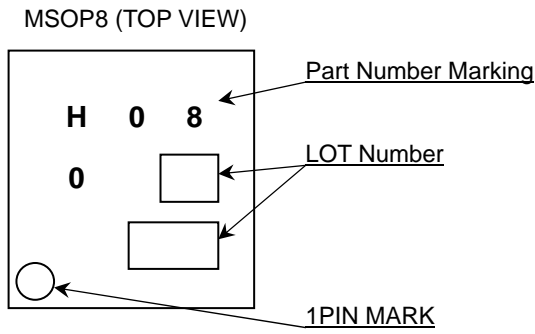 MSOP8 (TOP VIEW)
Part Number Marking
H 0 8
LOT Number
0
1PIN MARK